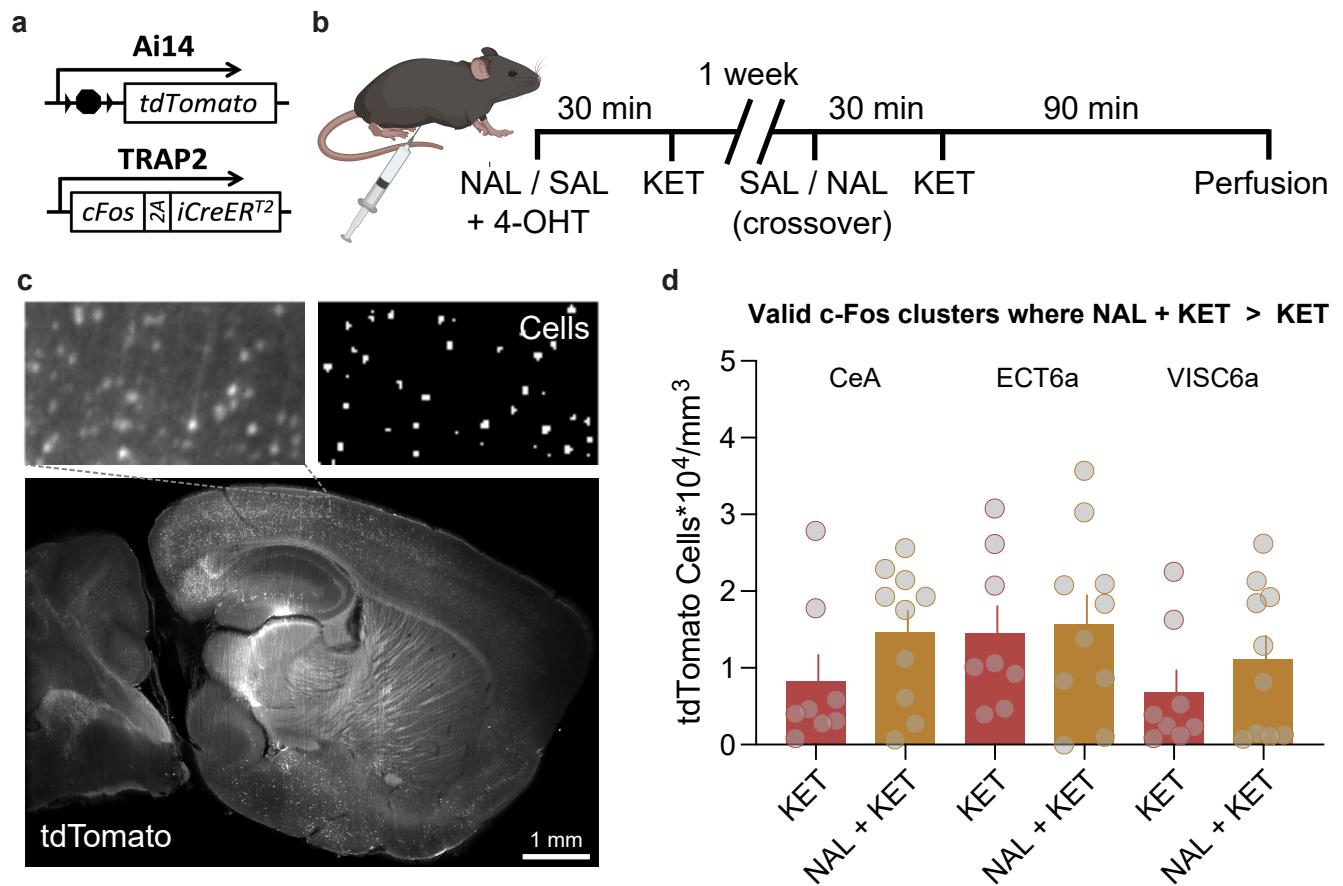 a
Ai14
tdTomato
TRAP2
cFos 2A iCreER^T2
b
1 week
30 min 30 min 90 min
NAL / SAL KET SAL / NAL KET Perfusion
+ 4-OHT (crossover)
c
Cells
tdTomato
1 mm
d
Valid c-Fos clusters where NAL + KET > KET
CeA ECT6a VISC6a
tdTomato Cells*10^4/mm^3
5
4
3
2
1
0
KET NAL + KET KET NAL + KET KET NAL + KET